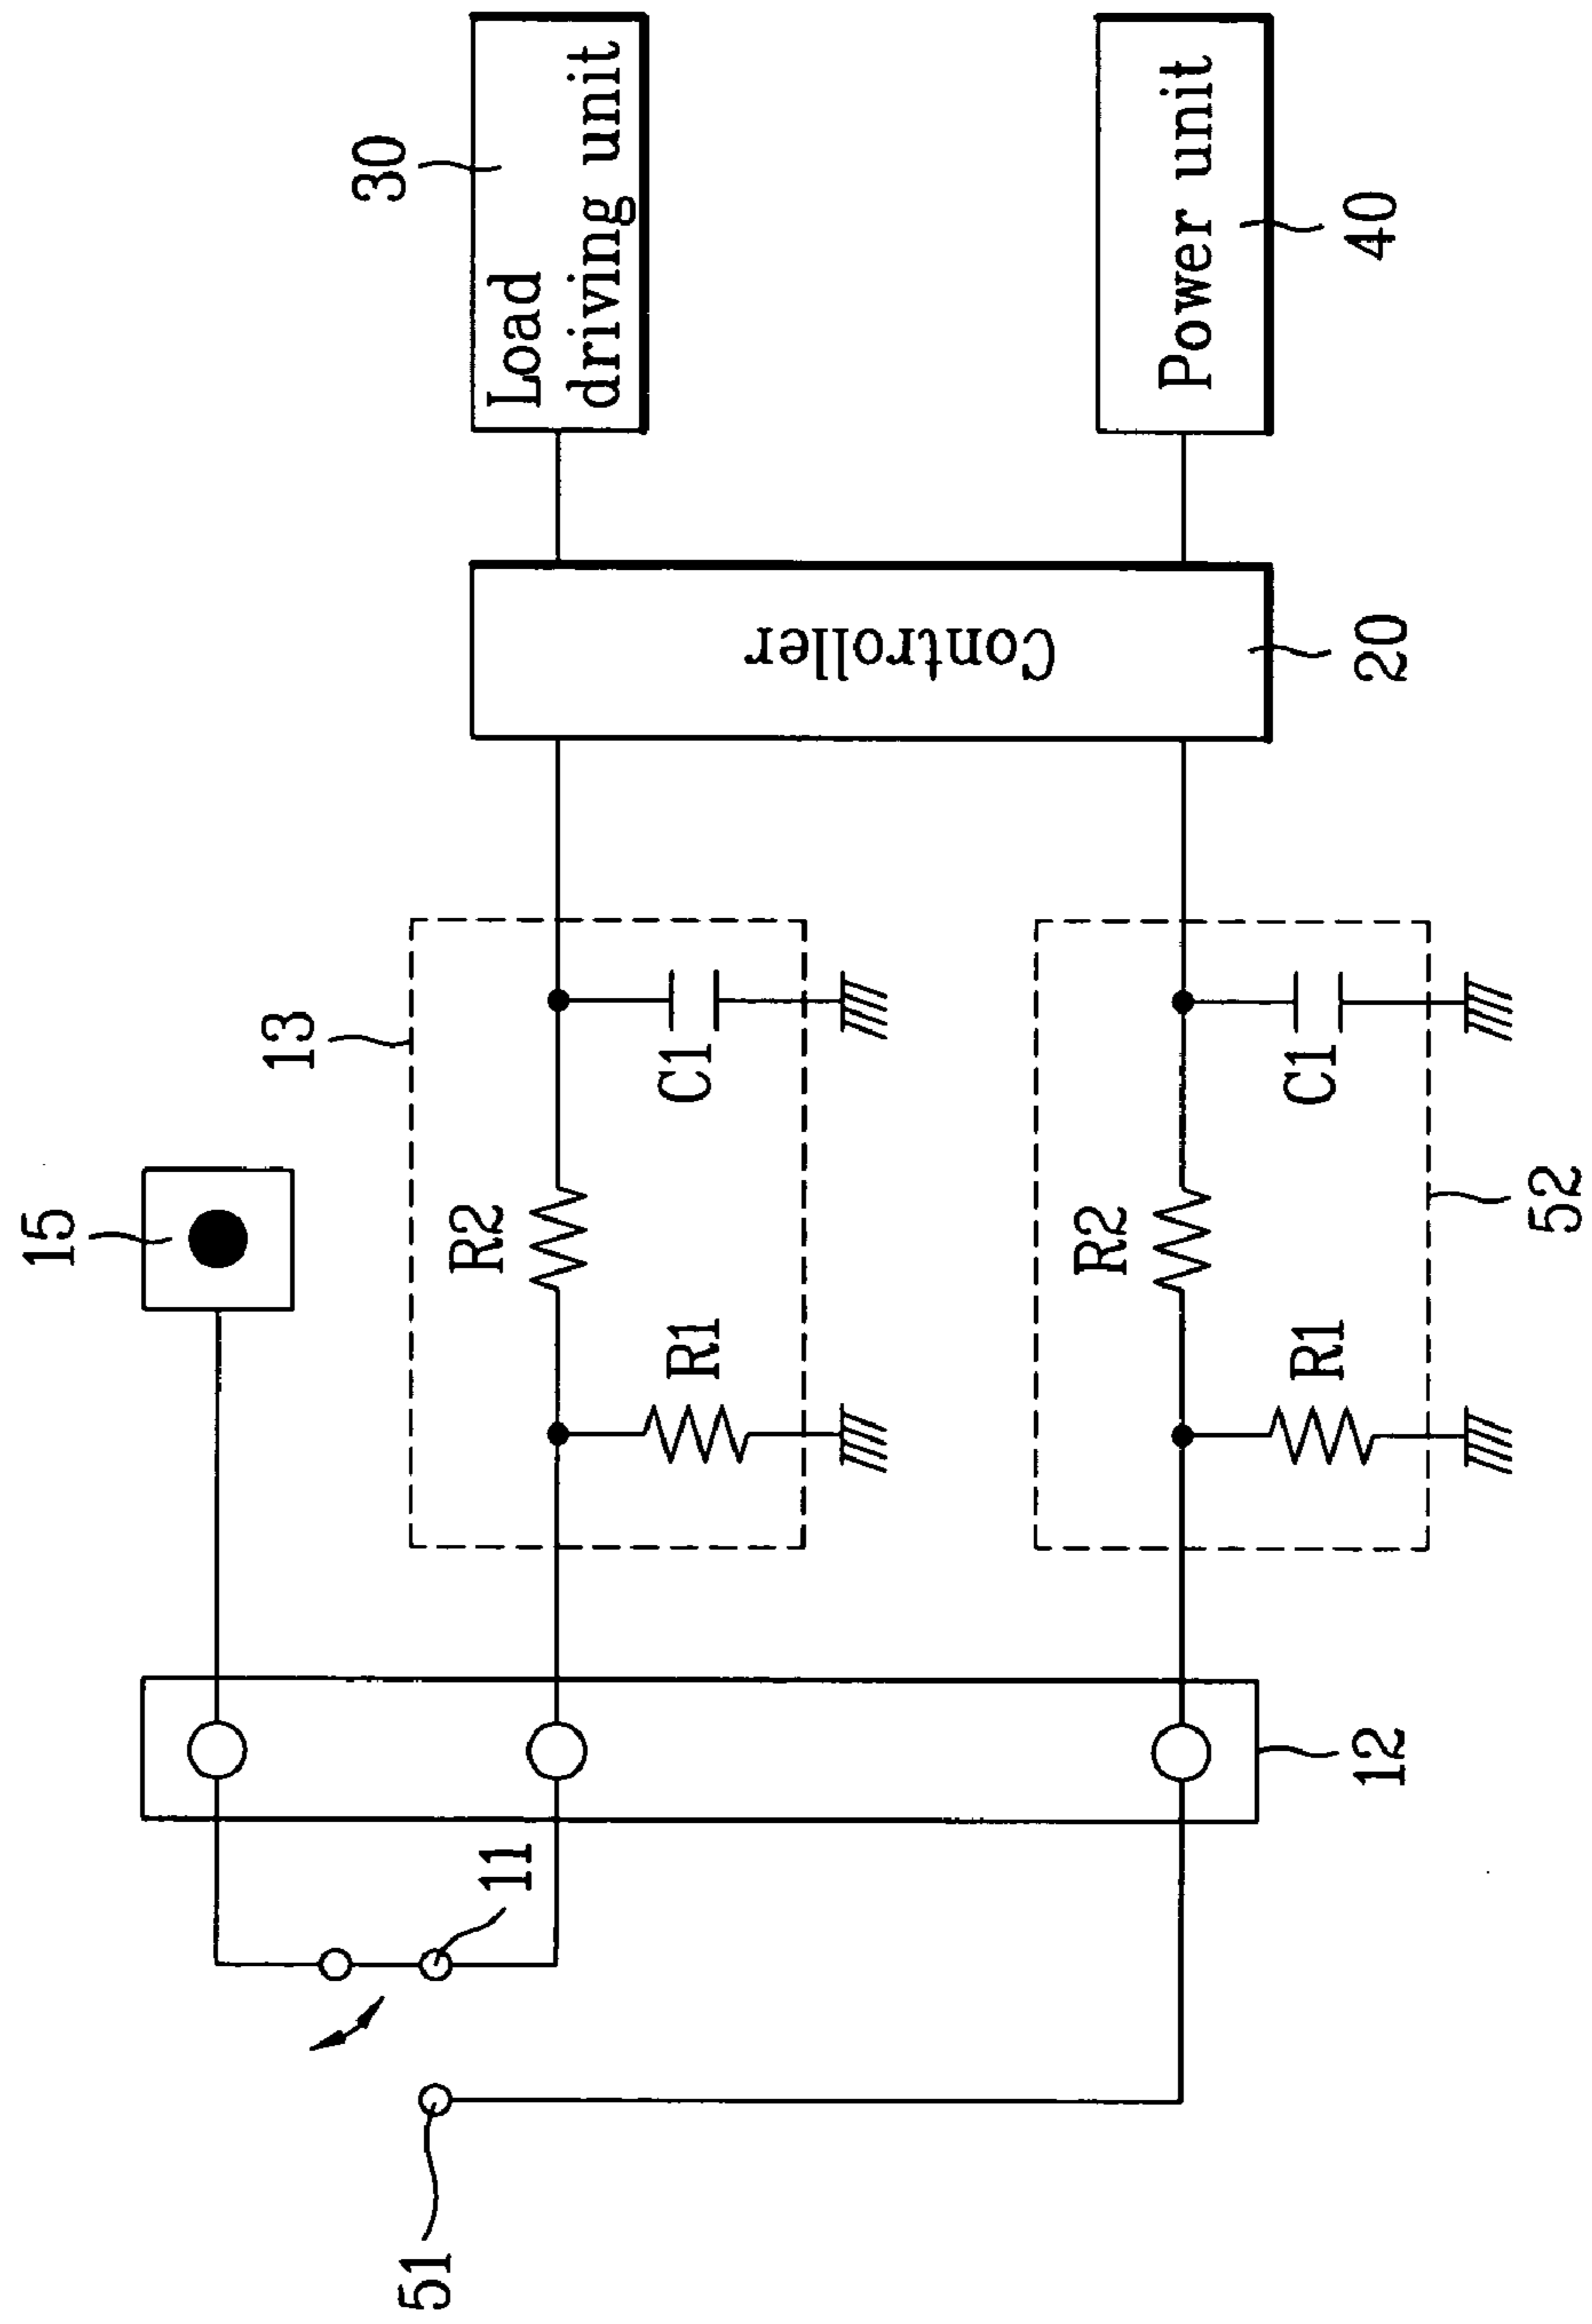 15
13
30
Load
driving unit
R2
C1
R1
11
51
Controller
R2
C1
R1
Power unit
12
52
20
40